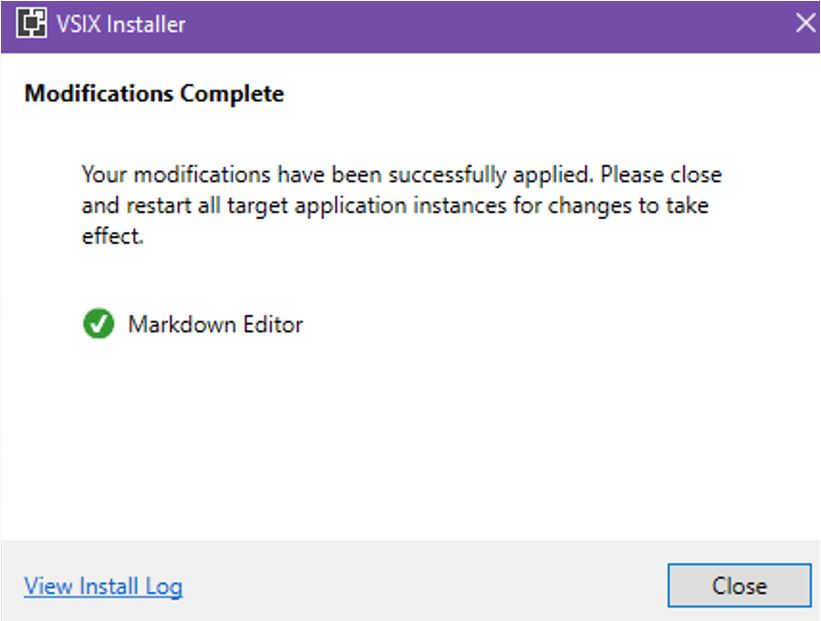 VSIX Installer
Modifications Complete
Your modifications have been successfully applied. Please close
and restart all target application instances for changes to take
effect.
Markdown Editor
View Install Log
Close